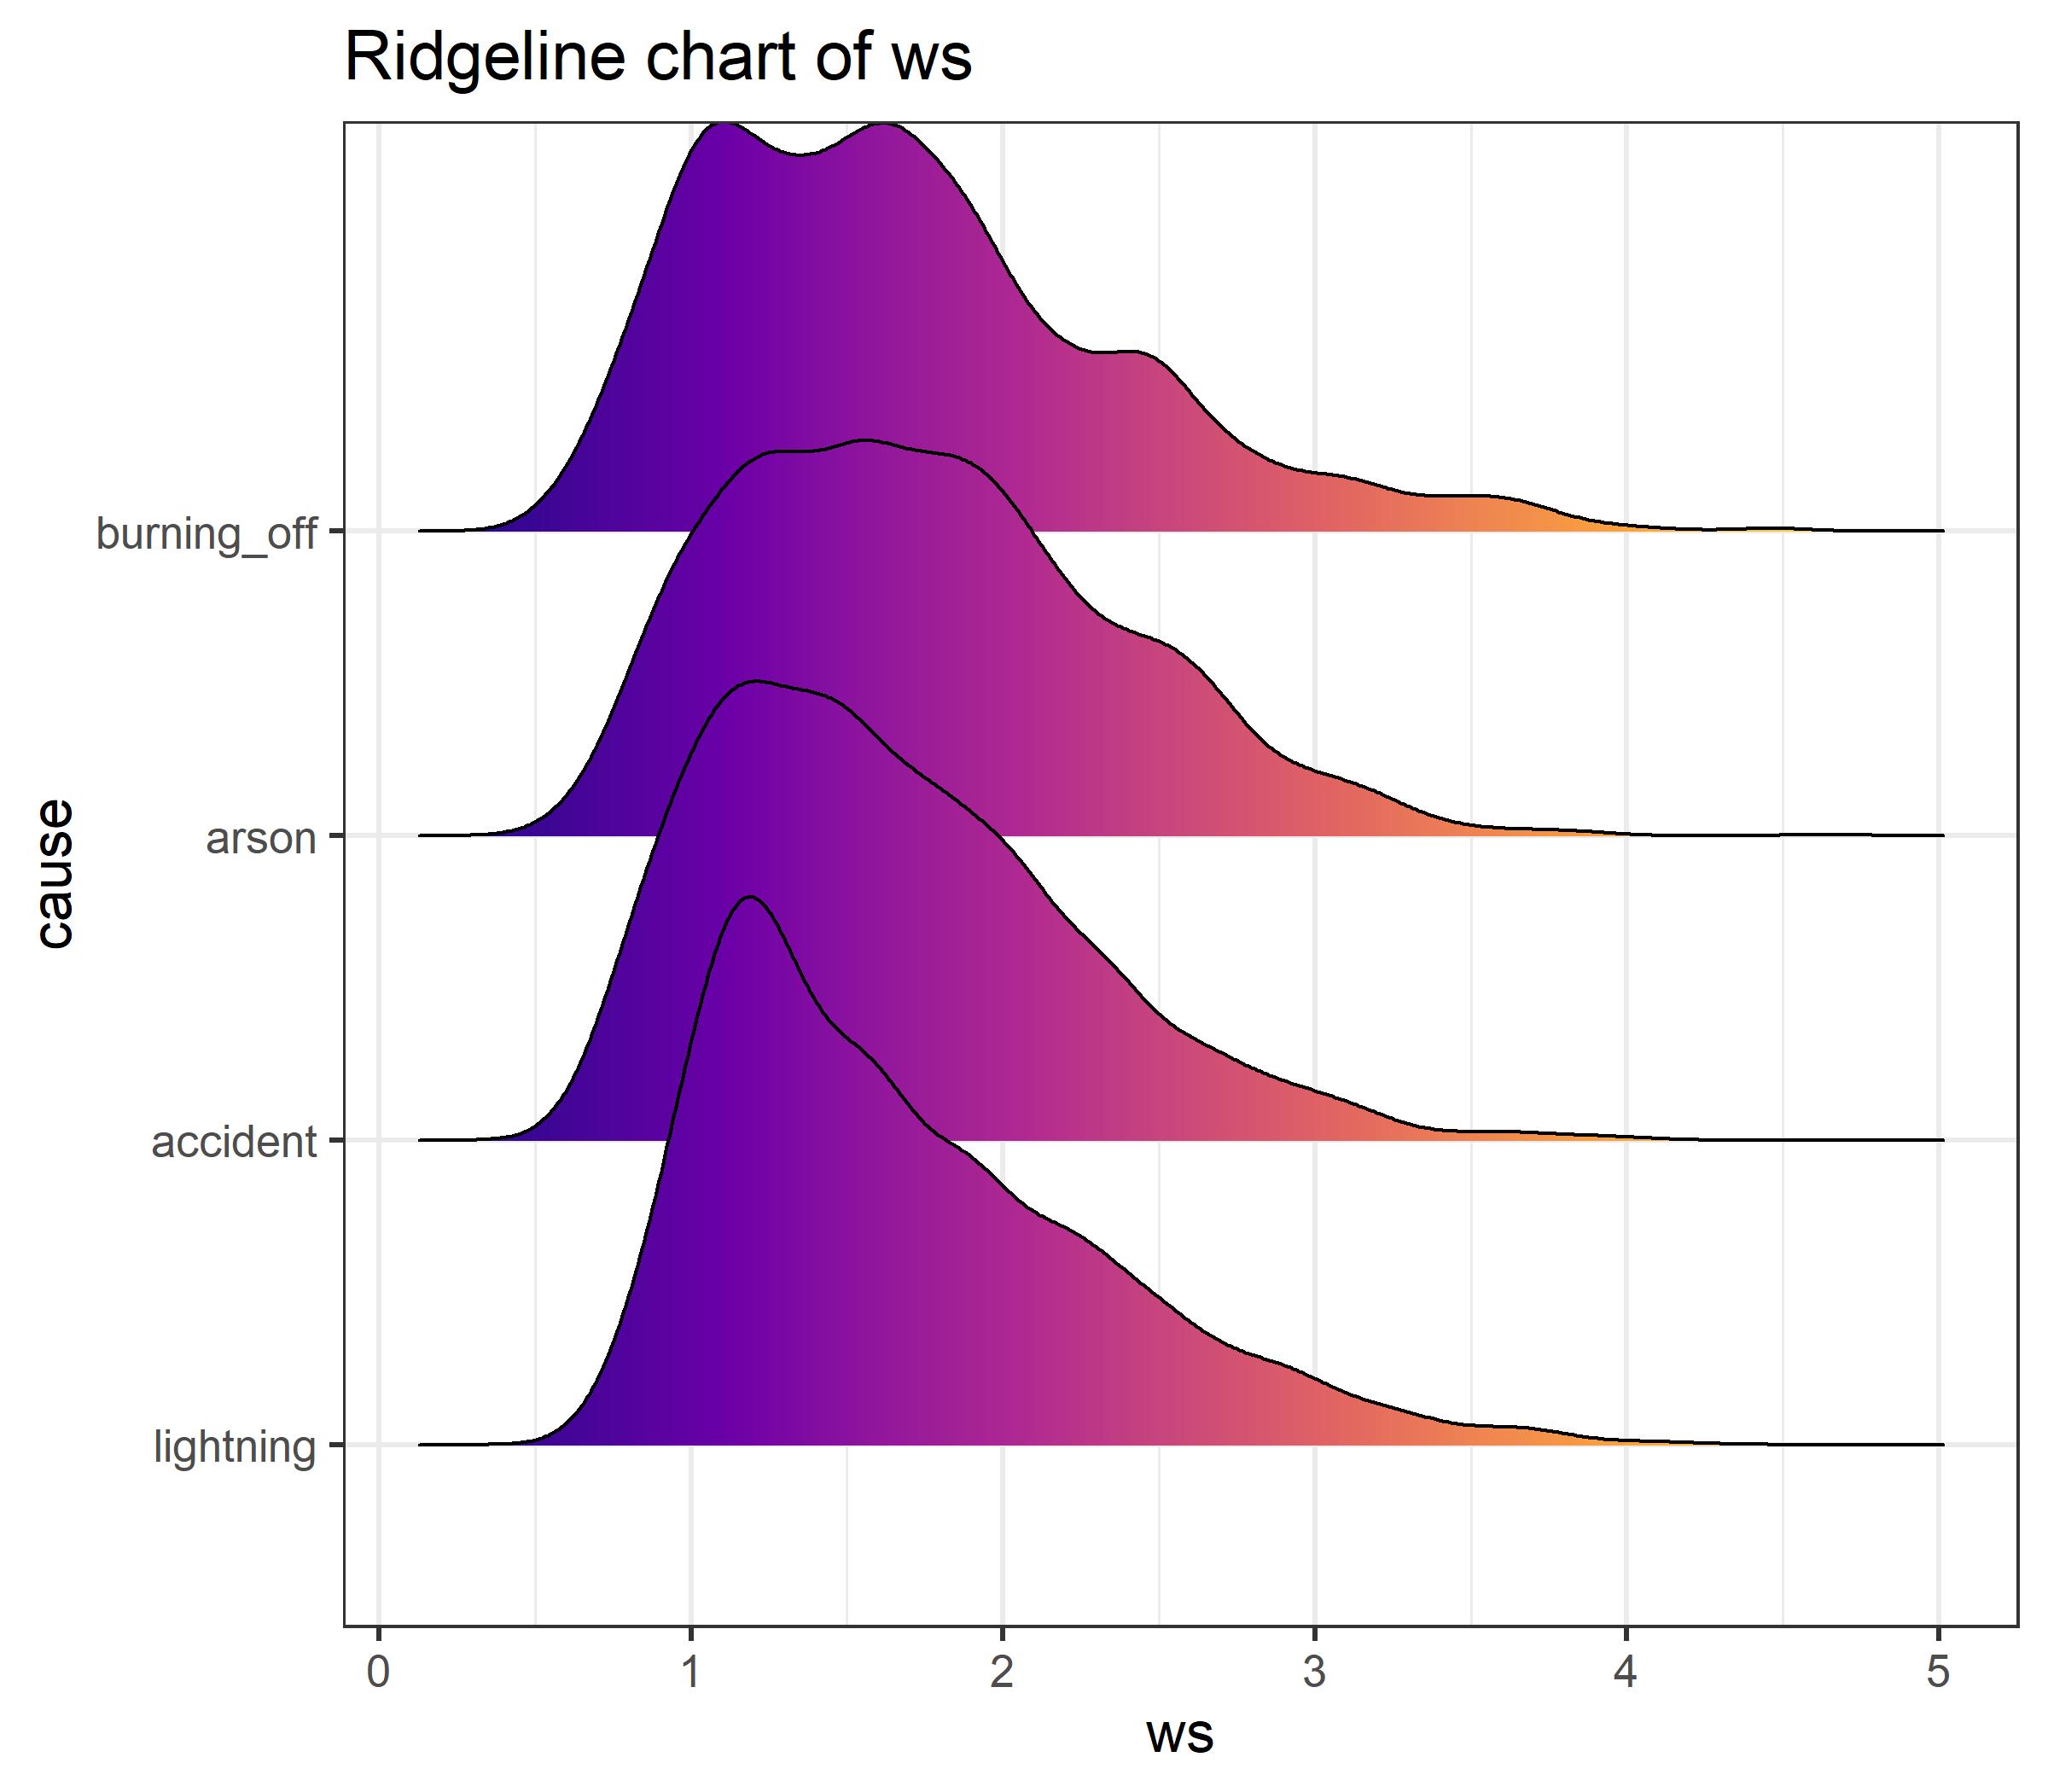 Ridgeline chart of ws
burning_off
arson
accident
lightning
cause
0 1 2 3 4 5
ws